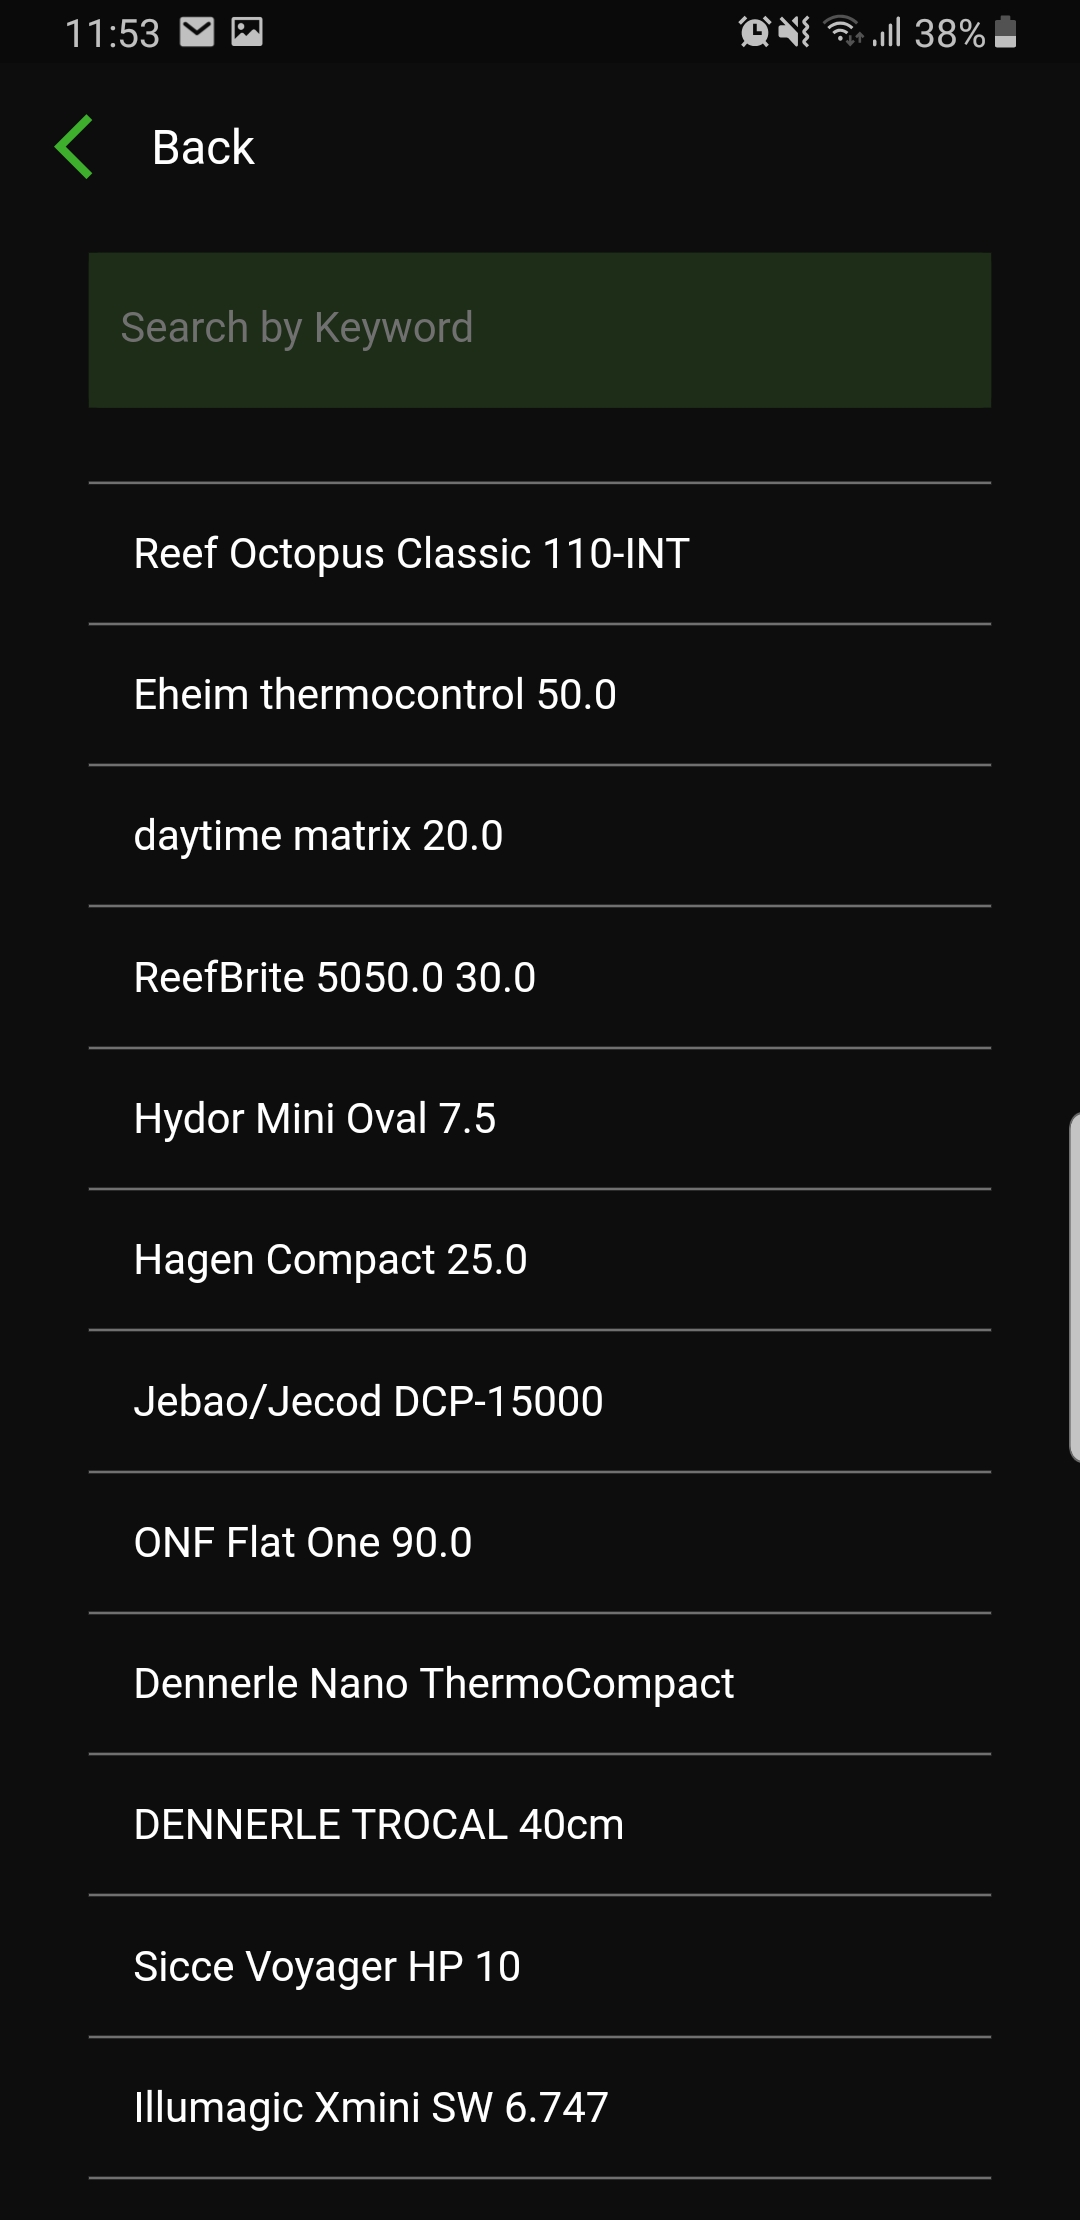 11:53
38%
Back
Search by Keyword
Reef Octopus Classic 110-INT
Eheim thermocontrol 50.0
daytime matrix 20.0
ReefBrite 5050.0 30.0
Hydor Mini Oval 7.5
Hagen Compact 25.0
Jebao/Jecod DCP-15000
ONF Flat One 90.0
Dennerle Nano ThermoCompact
DENNERLE TROCAL 40cm
Sicce Voyager HP 10
Illumagic Xmini SW 6.747